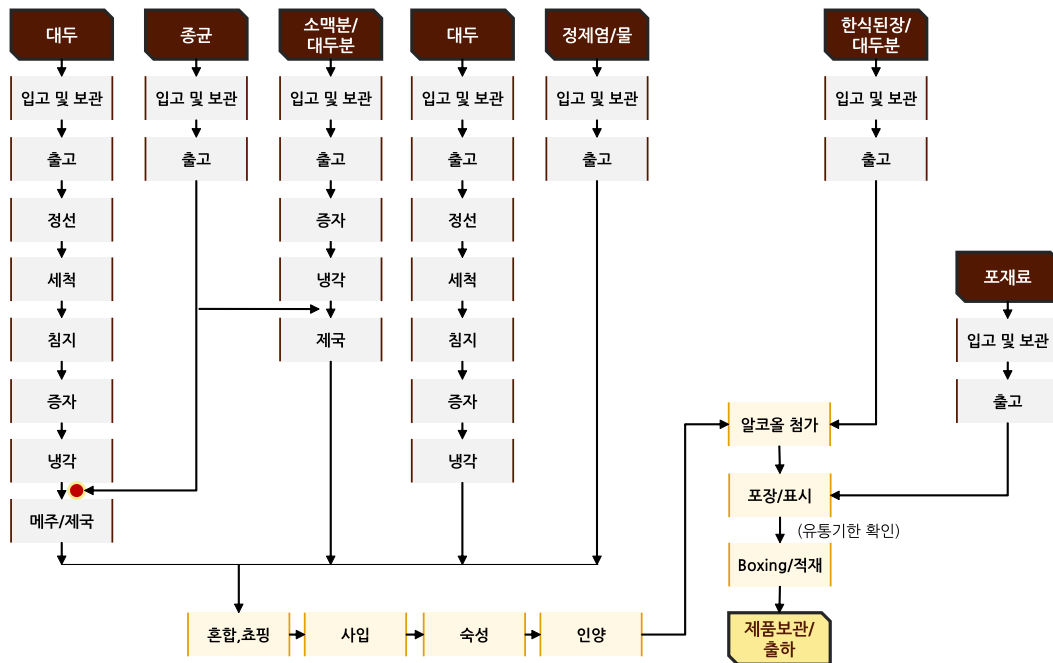 대두
종균
소맥분/
대두분
대두
정제염/물
한식된장/
대두분
입고 및 보관
입고 및 보관
입고 및 보관
입고 및 보관
입고 및 보관
입고 및 보관
출고
출고
출고
출고
출고
출고
정선
증자
정선
세척
냉각
세척
포재료
침지
제국
침지
입고 및 보관
증자
증자
출고
알코올 첨가
냉각
냉각
포장/표시
메주/제국
(유통기한 확인)
Boxing/적재
혼합,쵸핑
사입
숙성
인양
제품보관/
출하